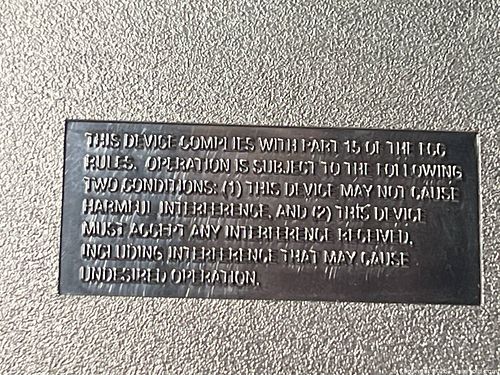 THIS DEVICE COMPLIES WITH PART 15 OF THE FCC
RULES. OPERATION IS SUBJECT TO THE FOLLOWING
TWO CONDITIONS: (1) THIS DEVICE MAY NOT CAUSE
HARMFUL INTERFERENCE, AND (2) THIS DEVICE
MUST ACCEPT ANY INTERFERENCE RECEIVED,
INCLUDING INTERFERENCE THAT MAY CAUSE
UNDESIRED OPERATION.